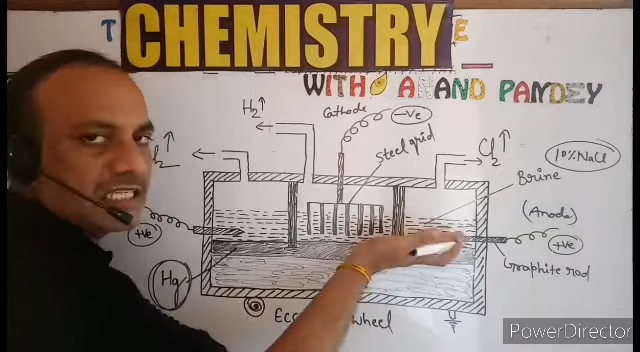 T CHEMISTRY E
WITH ANAND PANDEY
H₂↑
Cathode
-ve
Steel grid
Cl₂↑
10% NaCl
Brine
(Anode)
+ve
+ve
Graphite rod
Hg
wheel
PowerDirector